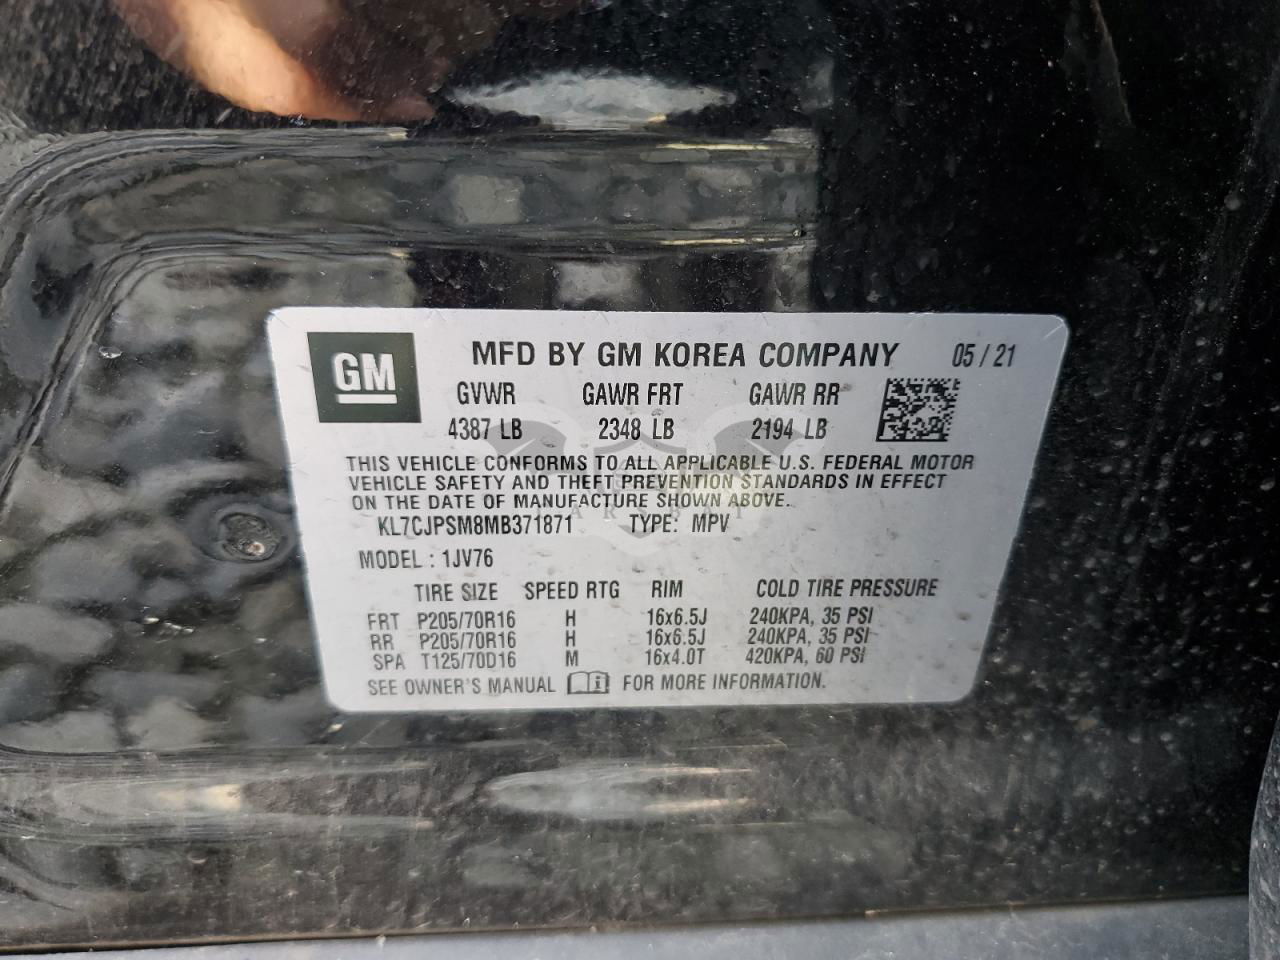 GM
MFD BY GM KOREA COMPANY 05/21
GVWR GAWR FRT GAWR RR
4387 LB 2348 LB 2194 LB
THIS VEHICLE CONFORMS TO ALL APPLICABLE U.S. FEDERAL MOTOR
VEHICLE SAFETY AND THEFT PREVENTION STANDARDS IN EFFECT
ON THE DATE OF MANUFACTURE SHOWN ABOVE.
KL7CJPSM8MB371871 TYPE: MPV
MODEL : 1JV76
TIRE SIZE SPEED RTG RIM COLD TIRE PRESSURE
FRT P205/70R16 H 16x6.5J 240KPA, 35 PSI
RR P205/70R16 H 16x6.5J 240KPA, 35 PSI
SPA T125/70D16 M 16x4.0T 420KPA, 60 PSI
SEE OWNER'S MANUAL i FOR MORE INFORMATION.